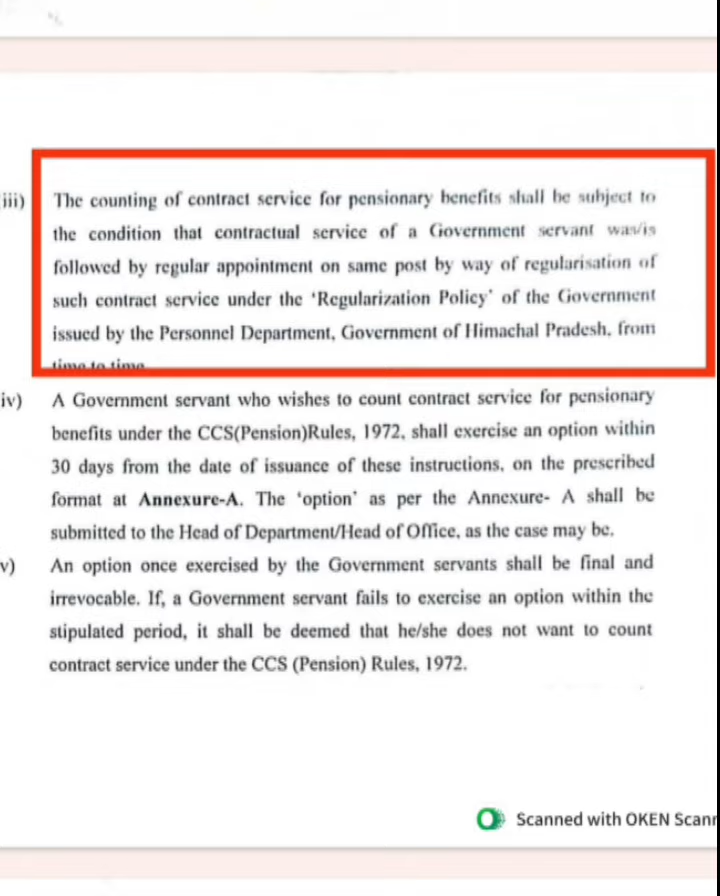 iii) The counting of contract service for pensionary benefits shall be subject to
the condition that contractual service of a Government servant was/is
followed by regular appointment on same post by way of regularisation of
such contract service under the 'Regularization Policy' of the Government
issued by the Personnel Department, Government of Himachal Pradesh, from
time to time
iv) A Government servant who wishes to count contract service for pensionary
benefits under the CCS(Pension)Rules, 1972, shall exercise an option within
30 days from the date of issuance of these instructions, on the prescribed
format at Annexure-A. The 'option' as per the Annexure- A shall be
submitted to the Head of Department/Head of Office, as the case may be.
v) An option once exercised by the Government servants shall be final and
irrevocable. If, a Government servant fails to exercise an option within the
stipulated period, it shall be deemed that he/she does not want to count
contract service under the CCS (Pension) Rules, 1972.
Scanned with OKEN Scann